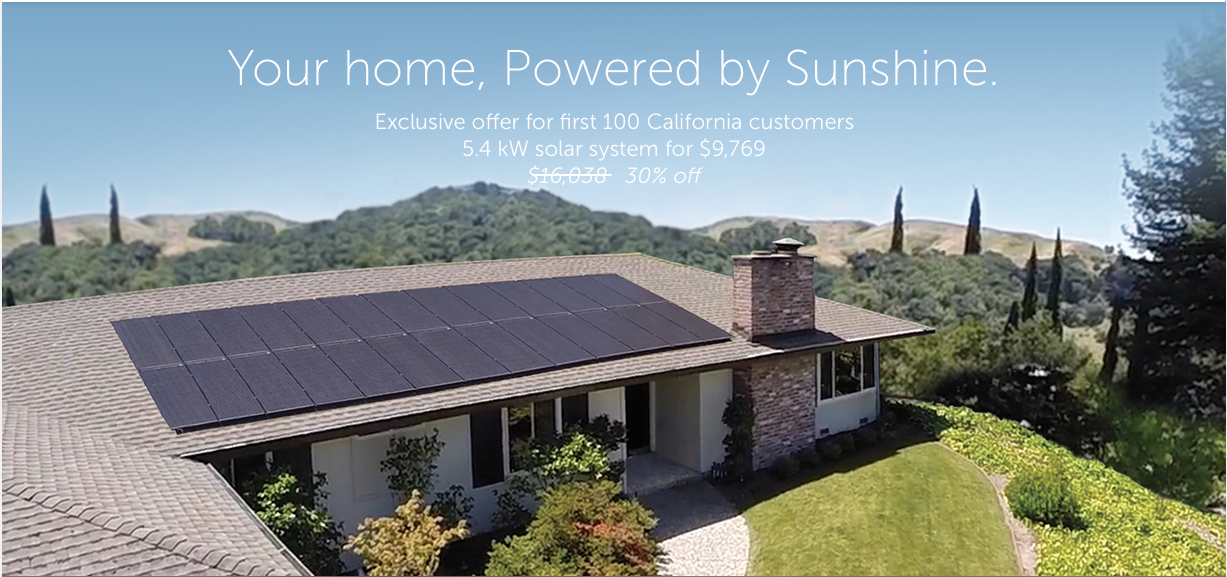 Your home, Powered by Sunshine.
Exclusive offer for first 100 California customers
5.4 kW solar system for $9,769
$16,038 30% off